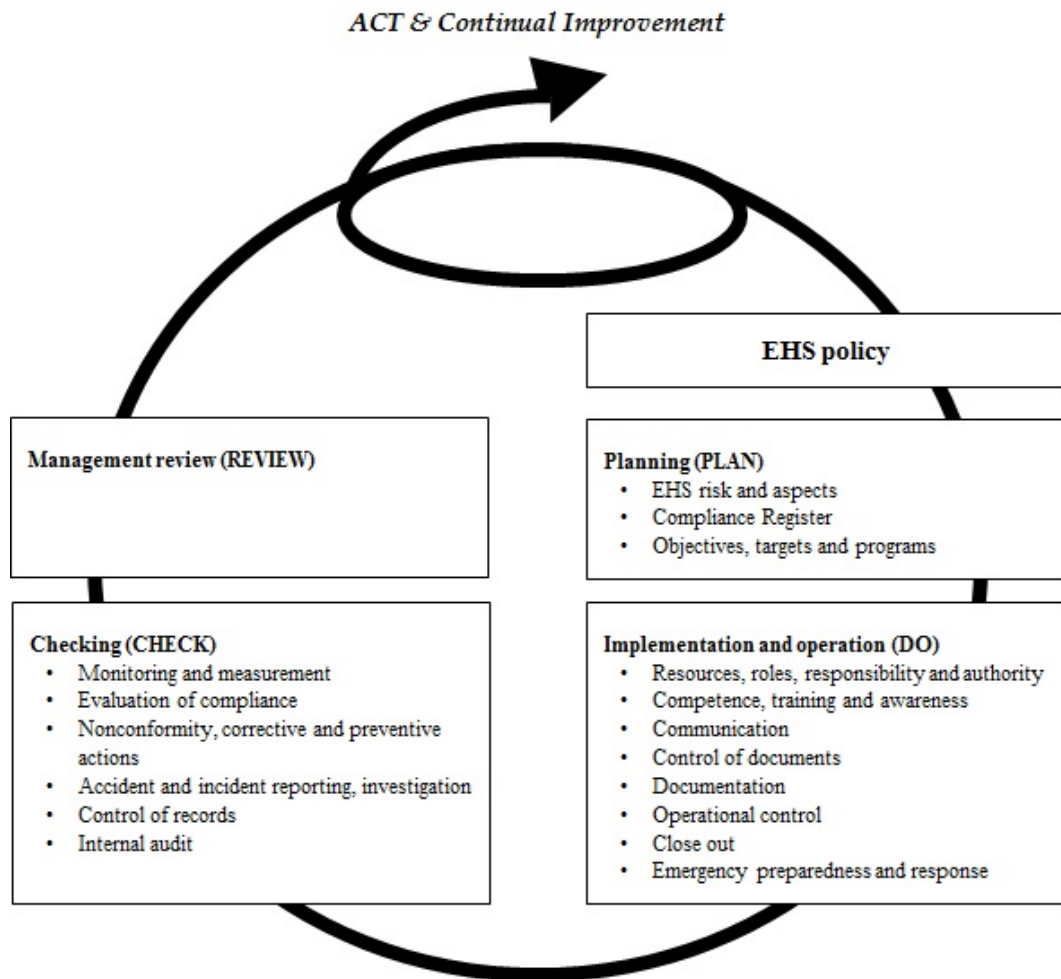 ACT & Continual Improvement
EHS policy
Management review (REVIEW)
Planning (PLAN)
• EHS risk and aspects
• Compliance Register
• Objectives, targets and programs
Checking (CHECK)
• Monitoring and measurement
• Evaluation of compliance
• Nonconformity, corrective and preventive
actions
• Accident and incident reporting, investigation
• Control of records
• Internal audit
Implementation and operation (DO)
• Resources, roles, responsibility and authority
• Competence, training and awareness
• Communication
• Control of documents
• Documentation
• Operational control
• Close out
• Emergency preparedness and response